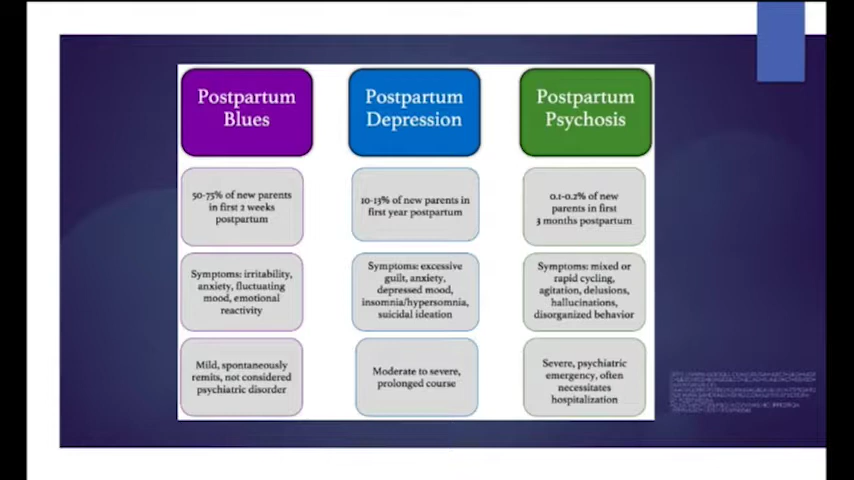 Postpartum
Blues
Postpartum
Depression
Postpartum
Psychosis
50-75% of new parents
in first 2 weeks
postpartum
10-13% of new parents in
first year postpartum
0.1-0.2% of new
parents in first
3 months postpartum
Symptoms: irritability,
anxiety, fluctuating
mood, emotional
reactivity
Symptoms: excessive
guilt, anxiety,
depressed mood,
insomnia/hypersomnia,
suicidal ideation
Symptoms: mixed or
rapid cycling,
agitation, delusions,
hallucinations,
disorganized behavior
Mild, spontaneously
remits, not considered
psychiatric disorder
Moderate to severe,
prolonged course
Severe, psychiatric
emergency, often
necessitates
hospitalization